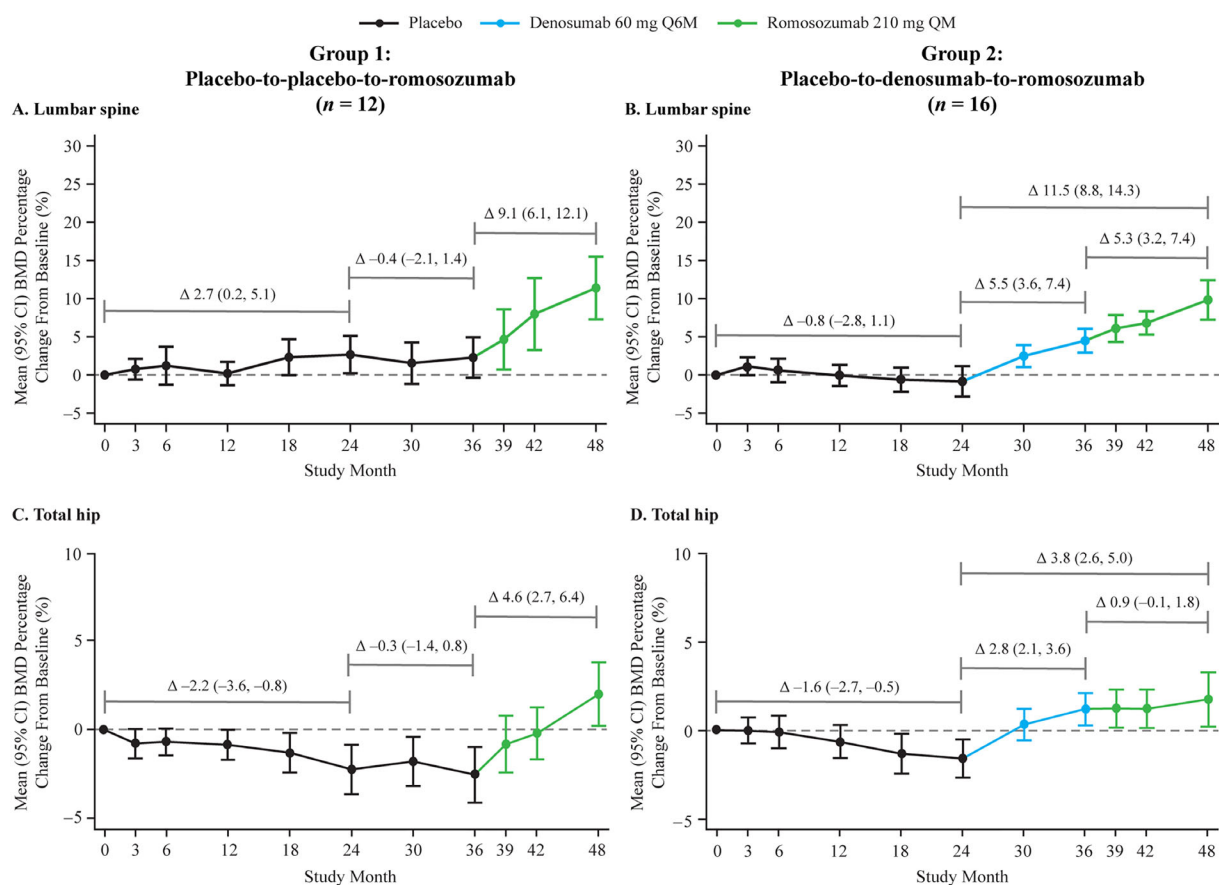 Placebo Denosumab 60 mg Q6M Romosozumab 210 mg QM
Group 1:
Placebo-to-placebo-to-romosozumab
(n = 12)
Group 2:
Placebo-to-denosumab-to-romosozumab
(n = 16)
A. Lumbar spine
Mean (95% CI) BMD Percentage
Change From Baseline (%)
30
25
20
15
10
5
0
–5
Δ 2.7 (0.2, 5.1)
Δ –0.4 (–2.1, 1.4)
Δ 9.1 (6.1, 12.1)
0 3 6 12 18 24 30 36 39 42 48
Study Month
B. Lumbar spine
Mean (95% CI) BMD Percentage
Change From Baseline (%)
30
25
20
15
10
5
0
–5
Δ –0.8 (–2.8, 1.1)
Δ 5.5 (3.6, 7.4)
Δ 5.3 (3.2, 7.4)
Δ 11.5 (8.8, 14.3)
0 3 6 12 18 24 30 36 39 42 48
Study Month
C. Total hip
Mean (95% CI) BMD Percentage
Change From Baseline (%)
10
5
0
–5
Δ –2.2 (–3.6, –0.8)
Δ –0.3 (–1.4, 0.8)
Δ 4.6 (2.7, 6.4)
0 3 6 12 18 24 30 36 39 42 48
Study Month
D. Total hip
Mean (95% CI) BMD Percentage
Change From Baseline (%)
10
5
0
–5
Δ –1.6 (–2.7, –0.5)
Δ 2.8 (2.1, 3.6)
Δ 0.9 (–0.1, 1.8)
Δ 3.8 (2.6, 5.0)
0 3 6 12 18 24 30 36 39 42 48
Study Month